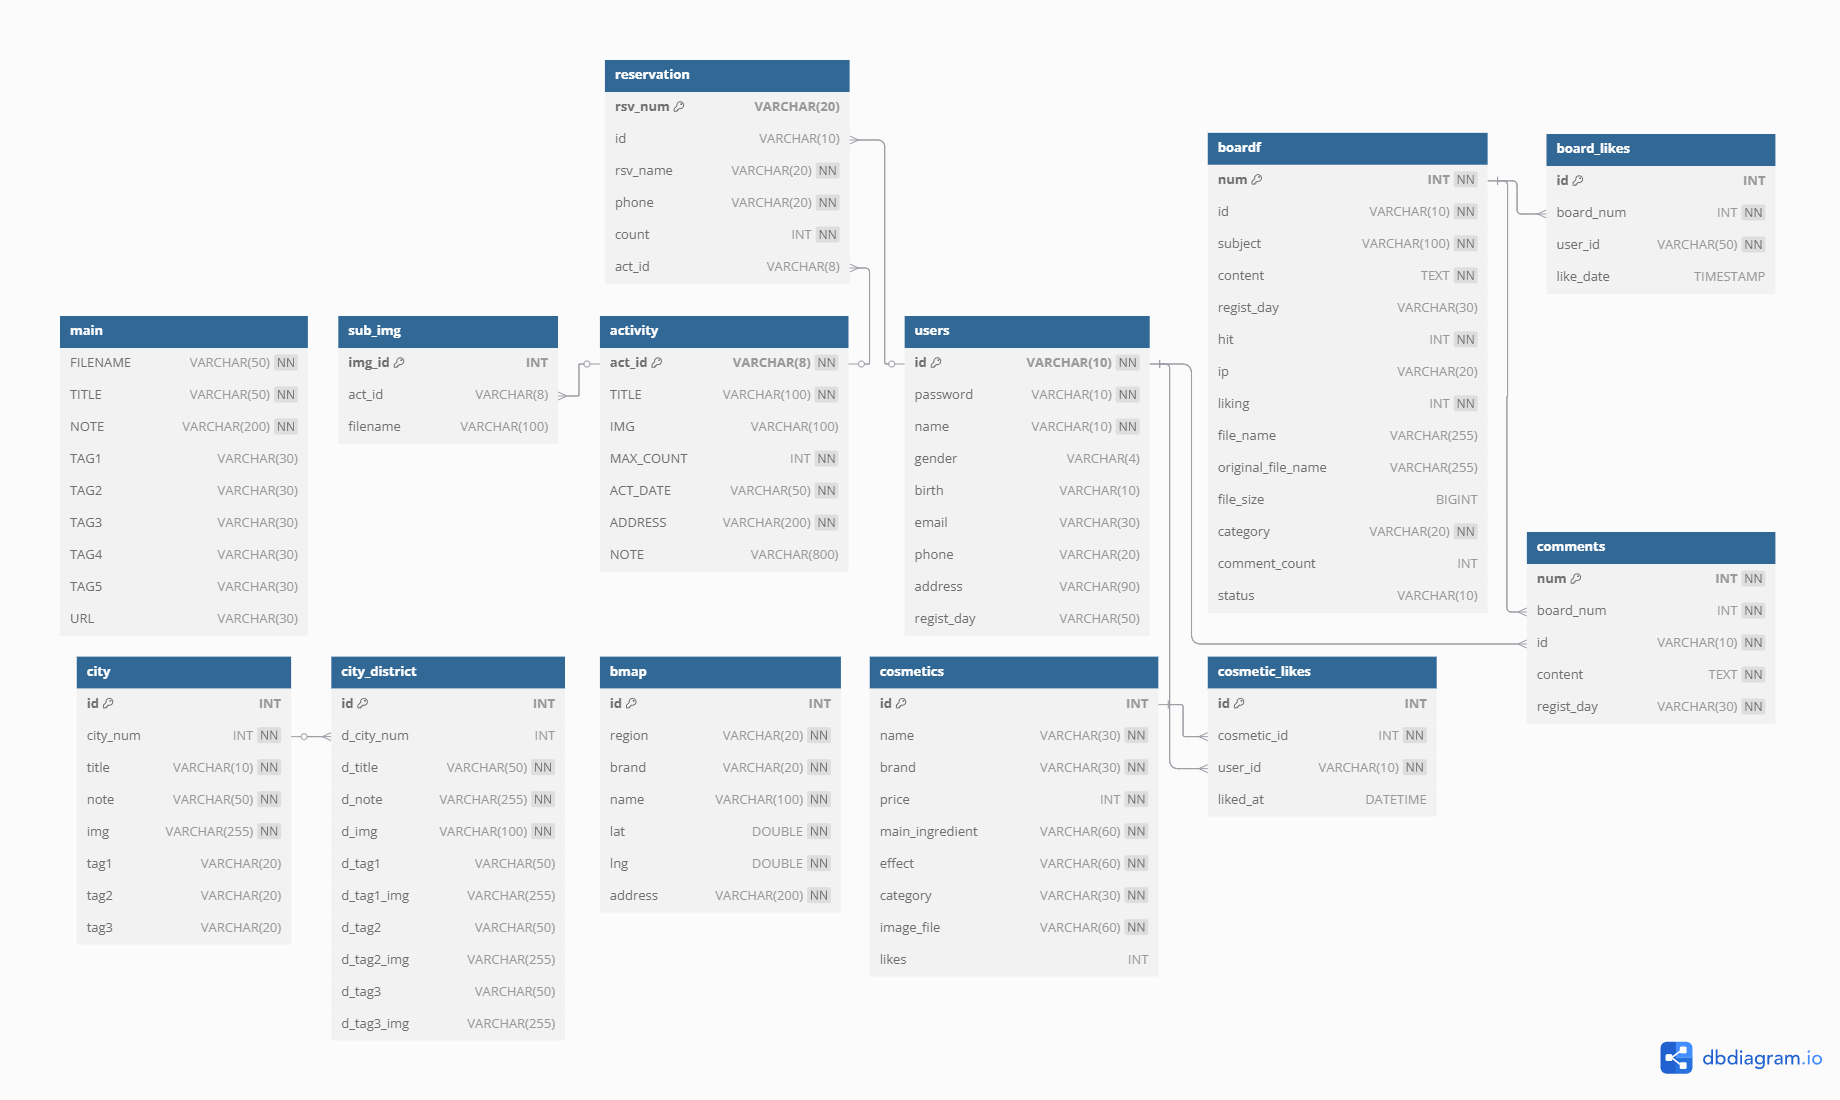 reservation
rsv_num VARCHAR(20)
id VARCHAR(10)
rsv_name VARCHAR(20) NN
phone VARCHAR(20) NN
count INT NN
act_id VARCHAR(8)
boardf
num INT NN
id VARCHAR(10) NN
subject VARCHAR(100) NN
content TEXT NN
regist_day VARCHAR(30)
hit INT NN
ip VARCHAR(20)
liking INT NN
file_name VARCHAR(255)
original_file_name VARCHAR(255)
file_size BIGINT
category VARCHAR(20) NN
comment_count INT
status VARCHAR(10)
board_likes
id INT
board_num INT NN
user_id VARCHAR(50) NN
like_date TIMESTAMP
main
FILENAME VARCHAR(50) NN
TITLE VARCHAR(50) NN
NOTE VARCHAR(200) NN
TAG1 VARCHAR(30)
TAG2 VARCHAR(30)
TAG3 VARCHAR(30)
TAG4 VARCHAR(30)
TAG5 VARCHAR(30)
URL VARCHAR(30)
sub_img
img_id INT
act_id VARCHAR(8)
filename VARCHAR(100)
activity
act_id VARCHAR(8) NN
TITLE VARCHAR(100) NN
IMG VARCHAR(100)
MAX_COUNT INT NN
ACT_DATE VARCHAR(50) NN
ADDRESS VARCHAR(200) NN
NOTE VARCHAR(800)
users
id VARCHAR(10) NN
password VARCHAR(10) NN
name VARCHAR(10) NN
gender VARCHAR(4)
birth VARCHAR(10)
email VARCHAR(30)
phone VARCHAR(20)
address VARCHAR(90)
regist_day VARCHAR(50)
comments
num INT NN
board_num INT NN
id VARCHAR(10) NN
content TEXT NN
regist_day VARCHAR(30) NN
city
id INT
city_num INT NN
title VARCHAR(10) NN
note VARCHAR(50) NN
img VARCHAR(255) NN
tag1 VARCHAR(20)
tag2 VARCHAR(20)
tag3 VARCHAR(20)
city_district
id INT
d_city_num INT
d_title VARCHAR(50) NN
d_note VARCHAR(255) NN
d_img VARCHAR(100) NN
d_tag1 VARCHAR(50)
d_tag1_img VARCHAR(255)
d_tag2 VARCHAR(50)
d_tag2_img VARCHAR(255)
d_tag3 VARCHAR(50)
d_tag3_img VARCHAR(255)
bmap
id INT
region VARCHAR(20) NN
brand VARCHAR(20) NN
name VARCHAR(100) NN
lat DOUBLE NN
lng DOUBLE NN
address VARCHAR(200) NN
cosmetics
id INT
name VARCHAR(30) NN
brand VARCHAR(30) NN
price INT NN
main_ingredient VARCHAR(60) NN
effect VARCHAR(60) NN
category VARCHAR(30) NN
image_file VARCHAR(60) NN
likes INT
cosmetic_likes
id INT
cosmetic_id INT NN
user_id VARCHAR(10) NN
liked_at DATETIME
dbdiagram.io